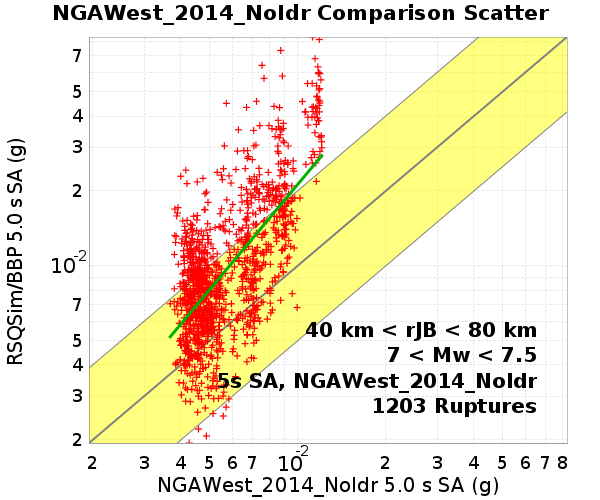 NGAWest_2014_NoIdr Comparison Scatter
RSQSim/BBP 5.0 s SA (g)
7
5
4
3
2
10-2
7
5
4
3
2
40 km < rJB < 80 km
7 < Mw < 7.5
5s SA, NGAWest_2014_NoIdr
1203 Ruptures
2 3 4 5 6 7 10-2 2 3 4 5 6 7 8
NGAWest_2014_NoIdr 5.0 s SA (g)